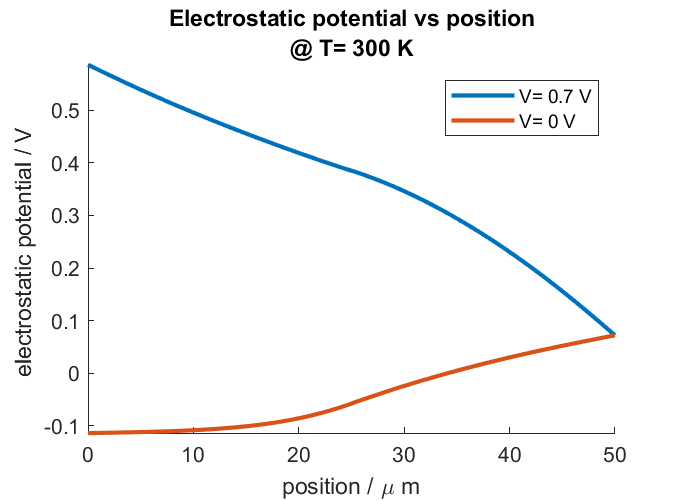 Electrostatic potential vs position
@ T= 300 K
V= 0.7 V
V= 0 V
electrostatic potential / V
0.5
0.4
0.3
0.2
0.1
0
-0.1
0
10
20
30
40
50
position / μ m